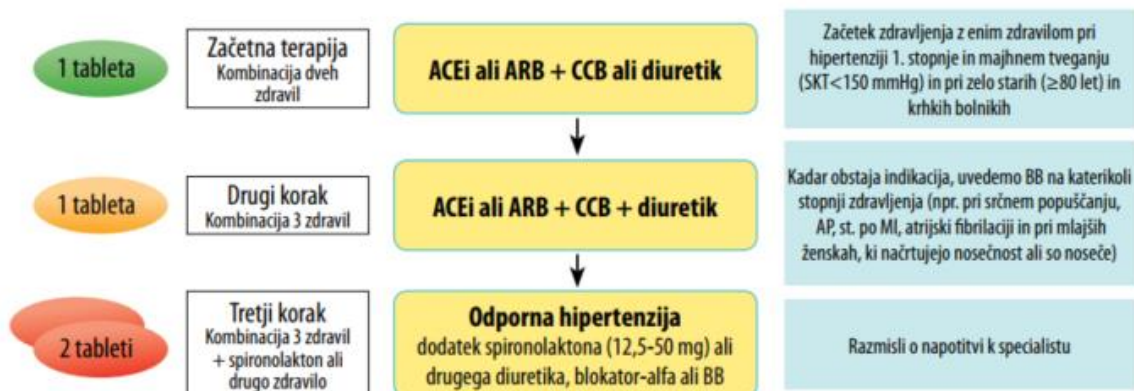 1 tableta
Začetna terapija
Kombinacija dveh
zdravil
ACEi ali ARB + CCB ali diuretik
Začetek zdravljenja z enim zdravilom pri
hipertenziji 1. stopnje in majhnem tveganju
(SKT<150 mmHg) in pri zelo starih (≥80 let) in
krhkih bolnikih
1 tableta
Drugi korak
Kombinacija 3 zdravil
ACEi ali ARB + CCB + diuretik
Kadar obstaja indikacija, uvedemo BB na katerikoli
stopnji zdravljenja (npr. pri srčnem popuščanju,
AP, st. po MI, atrijski fibrilaciji in pri mlajših
ženskah, ki načrtujejo nosečnost ali so noseče)
2 tableti
Tretji korak
Kombinacija 3 zdravil
+ spironolakton ali
drugo zdravilo
Odporna hipertenzija
dodatek spironolaktona (12,5-50 mg) ali
drugega diuretika, blokator-alfa ali BB
Razmisli o napotitvi k specialistu